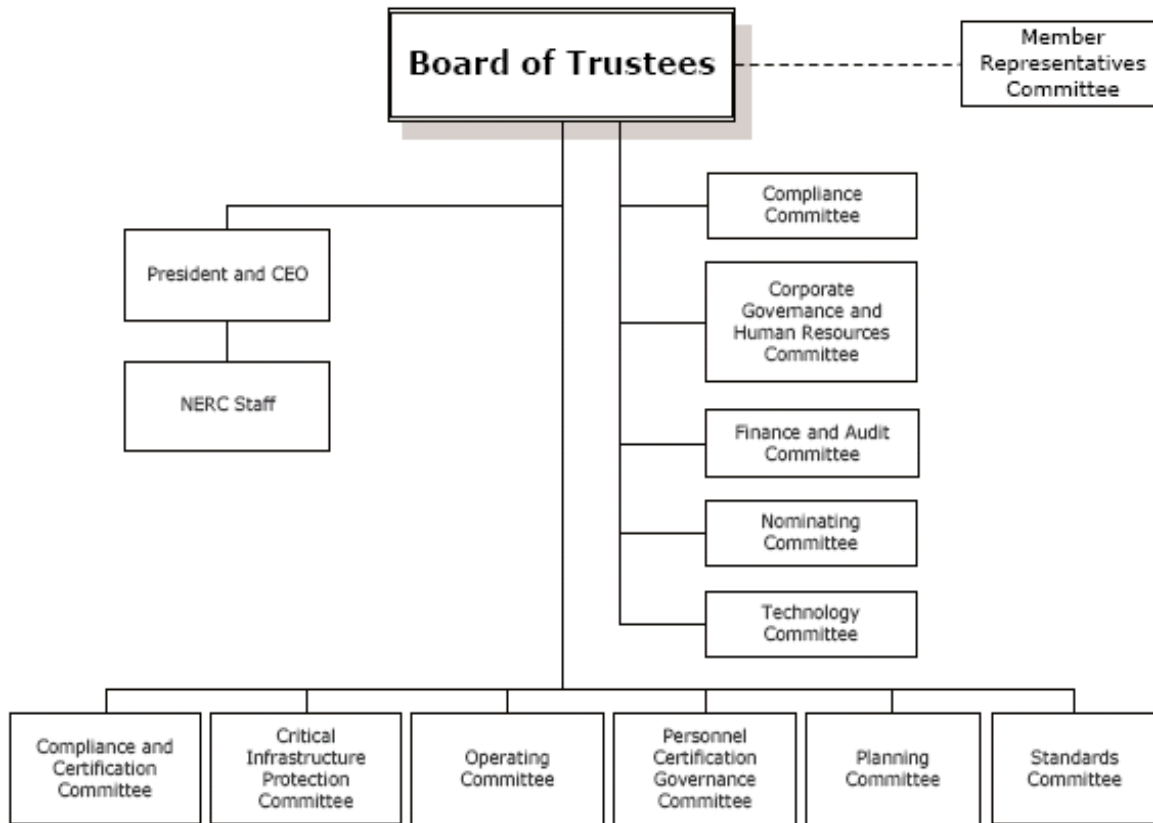 Board of Trustees
Member
Representatives
Committee
Compliance
Committee
President and CEO
Corporate
Governance and
Human Resources
Committee
NERC Staff
Finance and Audit
Committee
Nominating
Committee
Technology
Committee
Compliance and
Certification
Committee
Critical
Infrastructure
Protection
Committee
Operating
Committee
Personnel
Certification
Governance
Committee
Planning
Committee
Standards
Committee